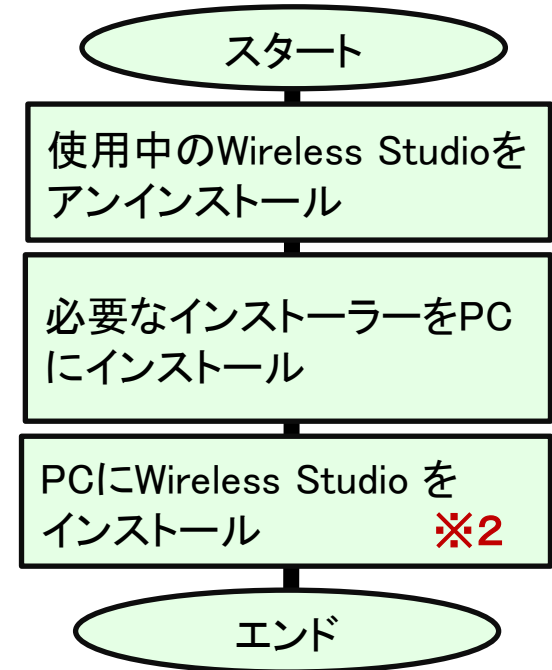 スタート
使用中のWireless Studioを
アンインストール
必要なインストーラーをPC
にインストール
PCにWireless Studio を
インストール ※2
エンド